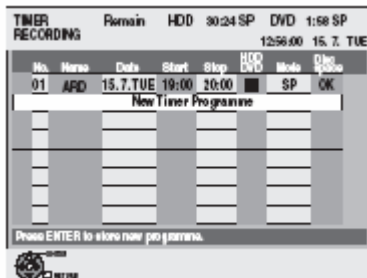 TIMER RECORDING Remain HDD 30:24 SP DVD 1:58 SP
12:56:00 15. 7. TUE
No. Name Date Start Stop HDD DVD Mode Disc space
01 ARD 15.7.TUE 19:00 20:00 SP OK
New Timer Programme
Press ENTER to store new programme.